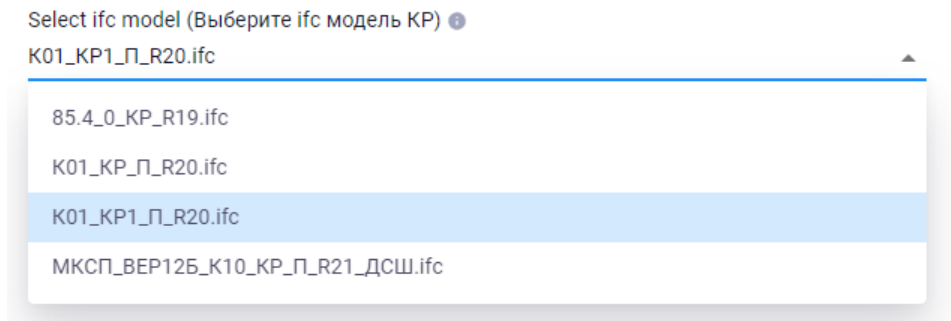 Select ifc model (Выберите ifc модель КР)
К01_КР1_П_R20.ifc
85.4_0_КР_R19.ifc
К01_КР_П_R20.ifc
К01_КР1_П_R20.ifc
МКСП_ВЕР12Б_К10_КР_П_R21_ДСШ.ifc